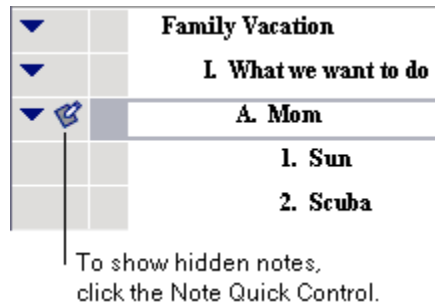 Family Vacation
I. What we want to do
A. Mom
1. Sun
2. Scuba
To show hidden notes,
click the Note Quick Control.